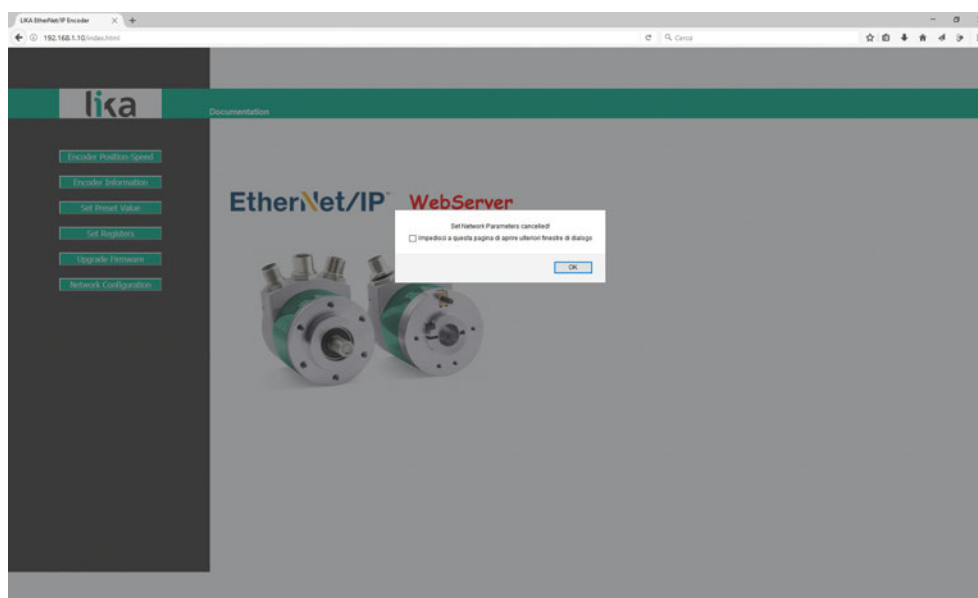 LIKA EtherNet/IP Encoder
192.168.1.10/index.html
Cerca
lika
Documentation
Encoder Position-Speed
Encoder Information
Set Preset Value
Set Registers
Upgrade Firmware
Network Configuration
EtherNet/IP WebServer
Set Network Parameters cancelled!
Impedisci a questa pagina di aprire ulteriori finestre di dialogo
OK